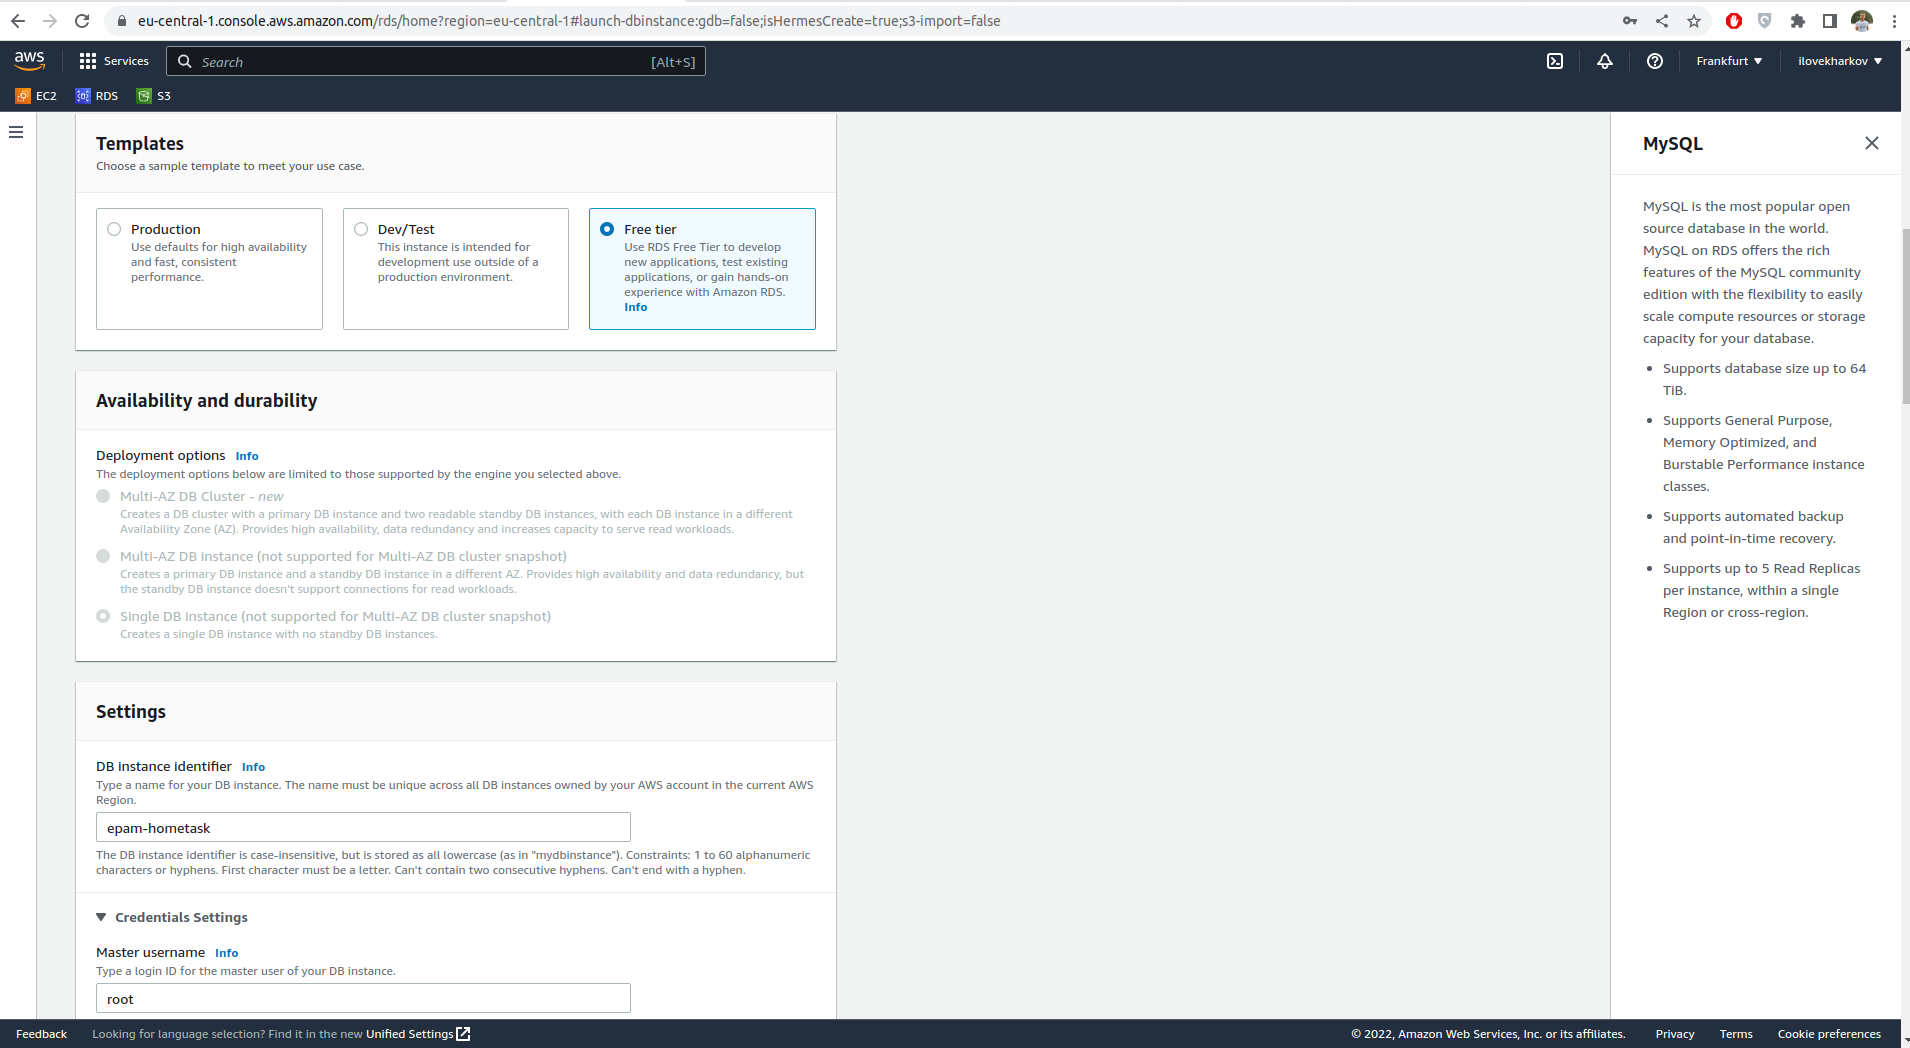 eu-central-1.console.aws.amazon.com/rds/home?region=eu-central-1#launch-dbinstance:gdb=false;isHermesCreate=true;s3-import=false
aws
Services
Search
[Alt+S]
Frankfurt
ilovekharkov
EC2
RDS
S3
Templates
Choose a sample template to meet your use case.
Production
Use defaults for high availability
and fast, consistent
performance.
Dev/Test
This instance is intended for
development use outside of a
production environment.
Free tier
Use RDS Free Tier to develop
new applications, test existing
applications, or gain hands-on
experience with Amazon RDS.
Info
Availability and durability
Deployment options Info
The deployment options below are limited to those supported by the engine you selected above.
Multi-AZ DB Cluster - new
Creates a DB cluster with a primary DB instance and two readable standby DB instances, with each DB instance in a different
Availability Zone (AZ). Provides high availability, data redundancy and increases capacity to serve read workloads.
Multi-AZ DB instance (not supported for Multi-AZ DB cluster snapshot)
Creates a primary DB instance and a standby DB instance in a different AZ. Provides high availability and data redundancy, but
the standby DB instance doesn't support connections for read workloads.
Single DB instance (not supported for Multi-AZ DB cluster snapshot)
Creates a single DB instance with no standby DB instances.
Settings
DB instance identifier Info
Type a name for your DB instance. The name must be unique across all DB instances owned by your AWS account in the current AWS
Region.
epam-hometask
The DB instance identifier is case-insensitive, but is stored as all lowercase (as in "mydbinstance"). Constraints: 1 to 60 alphanumeric
characters or hyphens. First character must be a letter. Can't contain two consecutive hyphens. Can't end with a hyphen.
Credentials Settings
Master username Info
Type a login ID for the master user of your DB instance.
root
MySQL
MySQL is the most popular open
source database in the world.
MySQL on RDS offers the rich
features of the MySQL community
edition with the flexibility to easily
scale compute resources or storage
capacity for your database.
Supports database size up to 64
TiB.
Supports General Purpose,
Memory Optimized, and
Burstable Performance instance
classes.
Supports automated backup
and point-in-time recovery.
Supports up to 5 Read Replicas
per instance, within a single
Region or cross-region.
Feedback
Looking for language selection? Find it in the new Unified Settings
© 2022, Amazon Web Services, Inc. or its affiliates.
Privacy
Terms
Cookie preferences